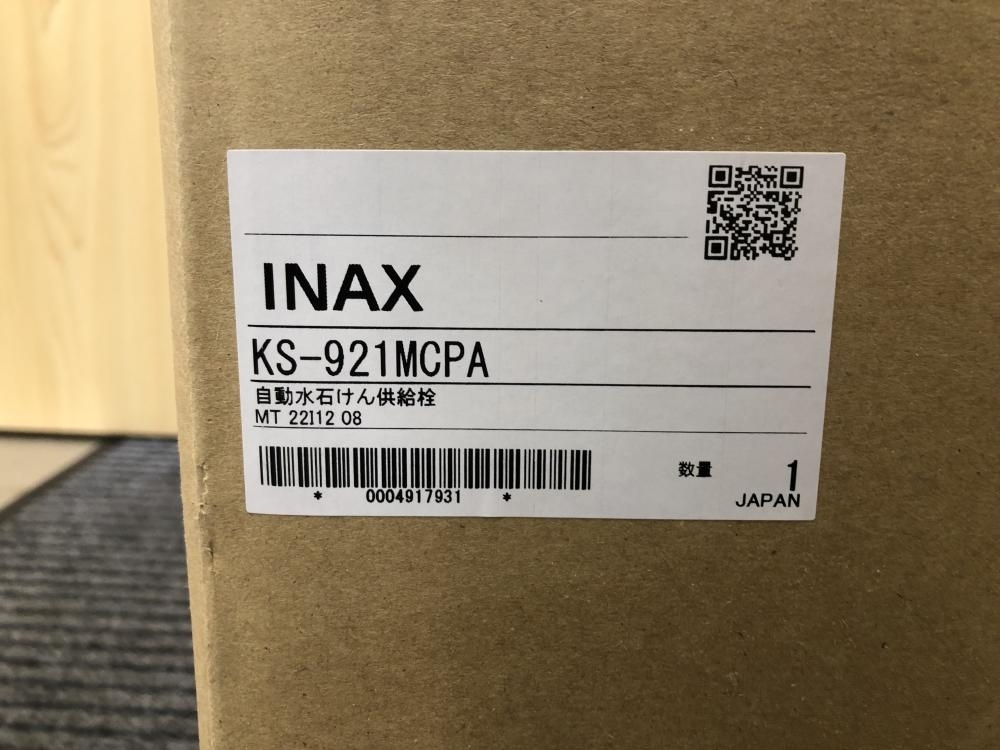 INAX
KS-921MCPA
自動水石けん供給栓
MT 22I12 08
* 0004917931 *
数量 1
JAPAN